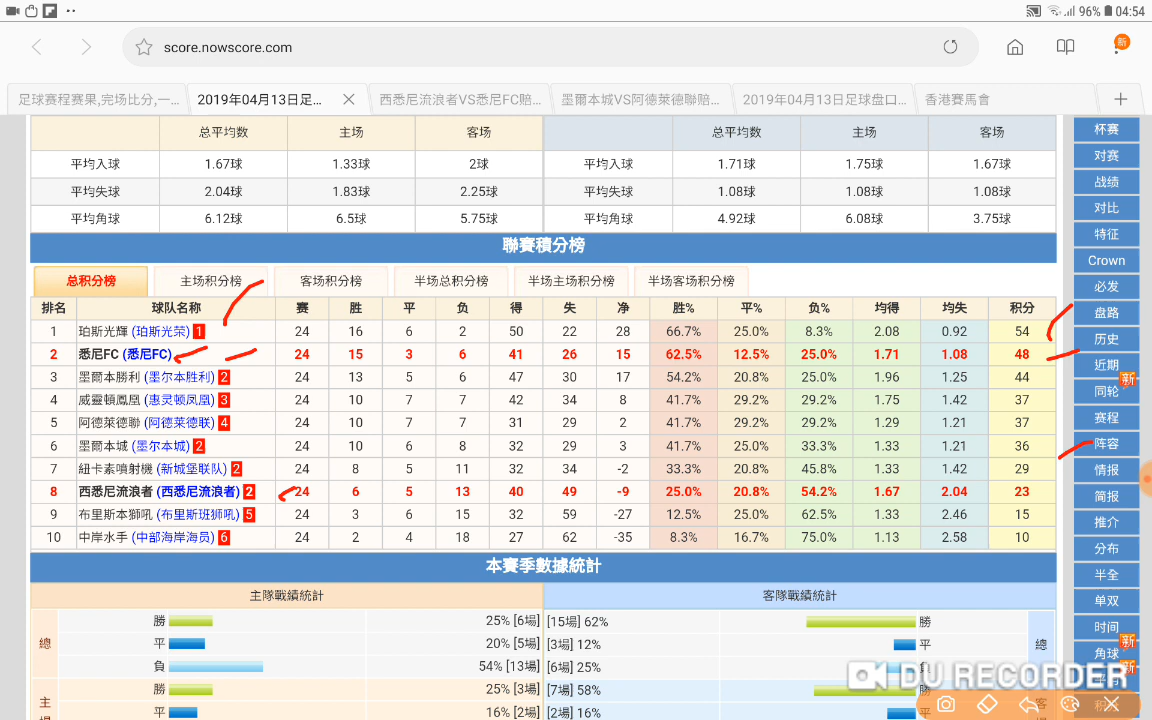 96% 04:54
score.nowscore.com 新
足球赛程赛果,完场比分,一... 2019年04月13日足... 西悉尼流浪者VS悉尼FC赔... 墨爾本城VS阿德萊德聯賠... 2019年04月13日足球盘口... 香港賽馬會
总平均数 主场 客场 总平均数 主场 客场
平均入球 1.67球 1.33球 2球 平均入球 1.71球 1.75球 1.67球
平均失球 2.04球 1.83球 2.25球 平均失球 1.08球 1.08球 1.08球
平均角球 6.12球 6.5球 5.75球 平均角球 4.92球 6.08球 3.75球
聯賽積分榜
总积分榜 主场积分榜 客场积分榜 半场总积分榜 半场主场积分榜 半场客场积分榜
排名 球队名称 赛 胜 平 负 得 失 净 胜% 平% 负% 均得 均失 积分
1 珀斯光輝 (珀斯光荣) 1 24 16 6 2 50 22 28 66.7% 25.0% 8.3% 2.08 0.92 54
2 悉尼FC (悉尼FC) 24 15 3 6 41 26 15 62.5% 12.5% 25.0% 1.71 1.08 48
3 墨爾本勝利 (墨尔本胜利) 2 24 13 5 6 47 30 17 54.2% 20.8% 25.0% 1.96 1.25 44
4 威靈頓鳳凰 (惠灵顿凤凰) 3 24 10 7 7 42 34 8 41.7% 29.2% 29.2% 1.75 1.42 37
5 阿德萊德聯 (阿德莱德联) 4 24 10 7 7 31 29 2 41.7% 29.2% 29.2% 1.29 1.21 37
6 墨爾本城 (墨尔本城) 2 24 10 6 8 32 29 3 41.7% 25.0% 33.3% 1.33 1.21 36
7 紐卡素噴射機 (新城堡联队) 2 24 8 5 11 32 34 -2 33.3% 20.8% 45.8% 1.33 1.42 29
8 西悉尼流浪者 (西悉尼流浪者) 2 24 6 5 13 40 49 -9 25.0% 20.8% 54.2% 1.67 2.04 23
9 布里斯本獅吼 (布里斯班狮吼) 5 24 3 6 15 32 59 -27 12.5% 25.0% 62.5% 1.33 2.46 15
10 中岸水手 (中部海岸海员) 6 24 2 4 18 27 62 -35 8.3% 16.7% 75.0% 1.13 2.58 10
本賽季數據統計
主隊戰績統計 客隊戰績統計
總 勝 25% [6場] [15場] 62% 勝 總
平 20% [5場] [3場] 12% 平
負 54% [13場] [6場] 25% 負
主場 勝 25% [3場] [7場] 58% 勝 客
平 16% [2場] [2場] 16% 平
杯赛
对赛
战绩
对比
特征
Crown
必发
盘路
历史
近期
同轮 新
赛程
阵容
情报
简报
推介
分布
半全
单双
时间
角球 新
新
积分
DU RECORDER